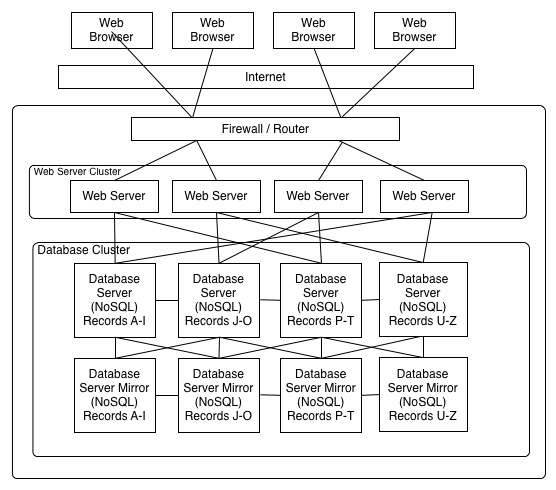 Web
Browser
Web
Browser
Web
Browser
Web
Browser
Internet
Firewall / Router
Web Server Cluster
Web Server
Web Server
Web Server
Web Server
Database Cluster
Database
Server
(NoSQL)
Records A-I
Database
Server
(NoSQL)
Records J-O
Database
Server
(NoSQL)
Records P-T
Database
Server
(NoSQL)
Records U-Z
Database
Server Mirror
(NoSQL)
Records A-I
Database
Server Mirror
(NoSQL)
Records J-O
Database
Server Mirror
(NoSQL)
Records P-T
Database
Server Mirror
(NoSQL)
Records U-Z